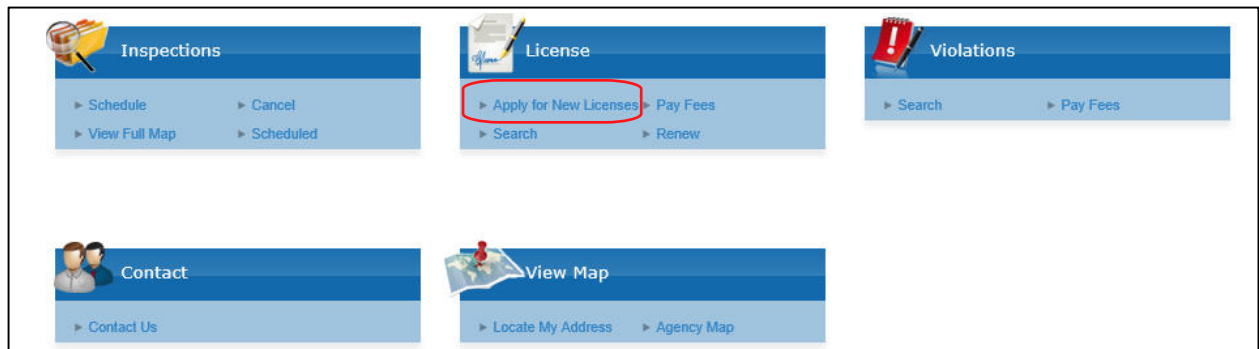 Inspections
Schedule
Cancel
View Full Map
Scheduled
License
Apply for New Licenses
Pay Fees
Search
Renew
Violations
Search
Pay Fees
Contact
Contact Us
View Map
Locate My Address
Agency Map